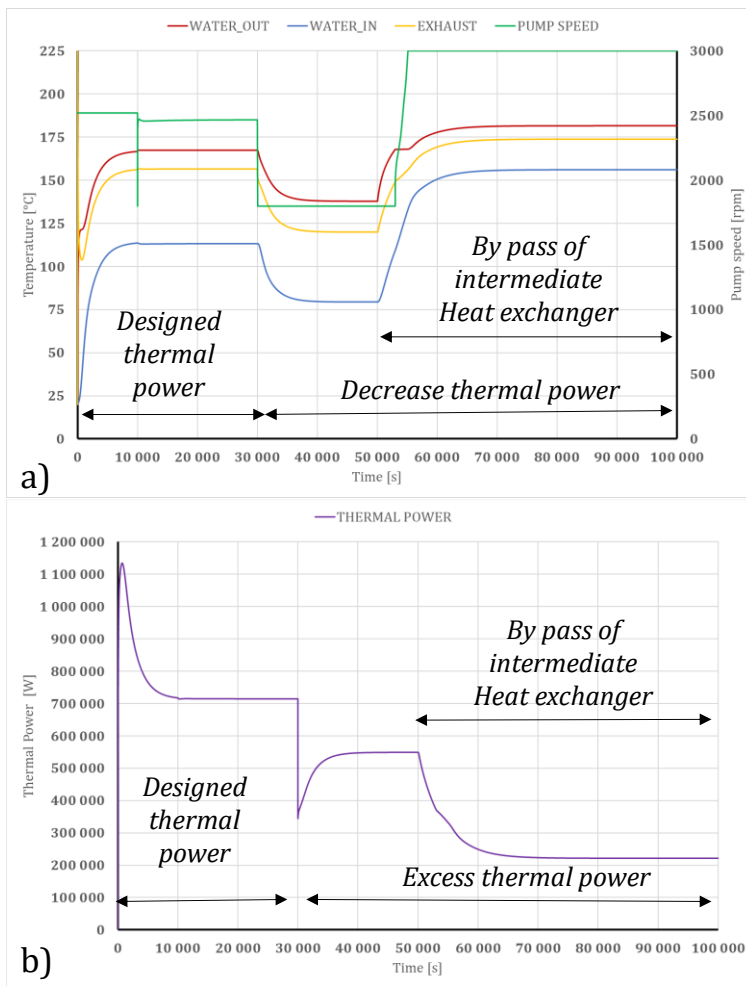 WATER_OUT WATER_IN EXHAUST PUMP SPEED
225
200
175
150
125
100
75
50
25
0
Temperature [°C]
3000
2500
2000
1500
1000
500
0
Pump speed [rpm]
By pass of
intermediate
Heat exchanger
Designed
thermal
power
Decrease thermal power
0 10 000 20 000 30 000 40 000 50 000 60 000 70 000 80 000 90 000 100 000
Time [s]
a)
THERMAL POWER
1 200 000
1 100 000
1 000 000
900 000
800 000
700 000
600 000
500 000
400 000
300 000
200 000
100 000
0
Thermal Power [W]
By pass of
intermediate
Heat exchanger
Designed
thermal
power
Excess thermal power
0 10 000 20 000 30 000 40 000 50 000 60 000 70 000 80 000 90 000 100 000
Time [s]
b)